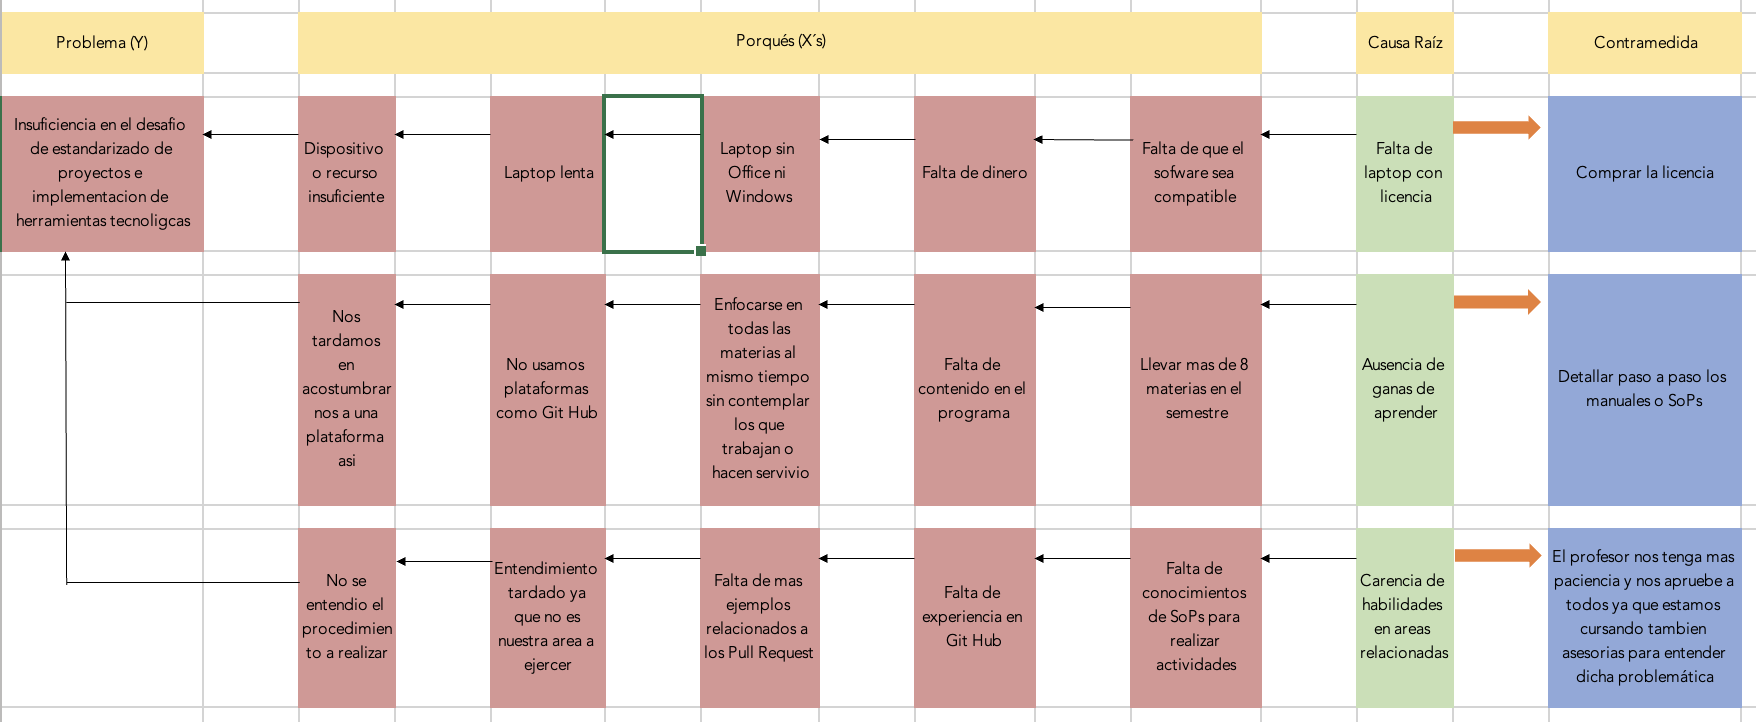 Problema (Y)
Porqués (X´s)
Causa Raíz
Contramedida
Insuficiencia en el desafio
de estandarizado de
proyectos e
implementacion de
herramientas tecnoligcas
Dispositivo
o recurso
insuficiente
Laptop lenta
Laptop sin
Office ni
Windows
Falta de dinero
Falta de que el
sofware sea
compatible
Falta de
laptop con
licencia
Comprar la licencia
Nos
tardamos
en
acostumbrar
nos a una
plataforma
asi
No usamos
plataformas
como Git Hub
Enfocarse en
todas las
materias al
mismo tiempo
sin contemplar
los que
trabajan o
hacen servivio
Falta de
contenido en el
programa
Llevar mas de 8
materias en el
semestre
Ausencia de
ganas de
aprender
Detallar paso a paso los
manuales o SoPs
No se
entendio el
procedimien
to a realizar
Entendimiento
tardado ya
que no es
nuestra area a
ejercer
Falta de mas
ejemplos
relacionados a
los Pull Request
Falta de
experiencia en
Git Hub
Falta de
conocimientos
de SoPs para
realizar
actividades
Carencia de
habilidades
en areas
relacionadas
El profesor nos tenga mas
paciencia y nos apruebe a
todos ya que estamos
cursando tambien
asesorias para entender
dicha problemática